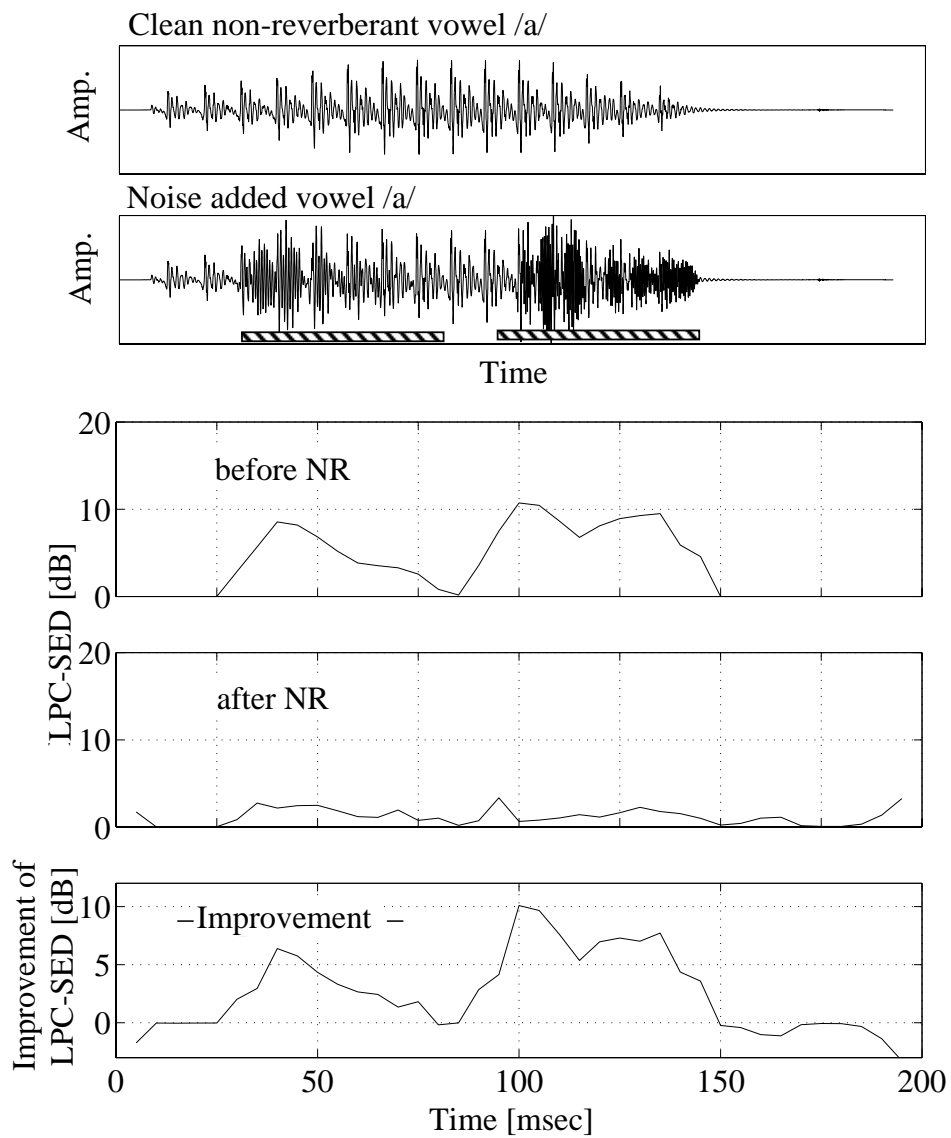 Clean non-reverberant vowel /a/
Amp.
Noise added vowel /a/
Amp.
Time
20
before NR
10
0
LPC-SED [dB]
20
after NR
10
0
Improvement of
LPC-SED [dB]
10
–Improvement –
5
0
0 50 100 150 200
Time [msec]